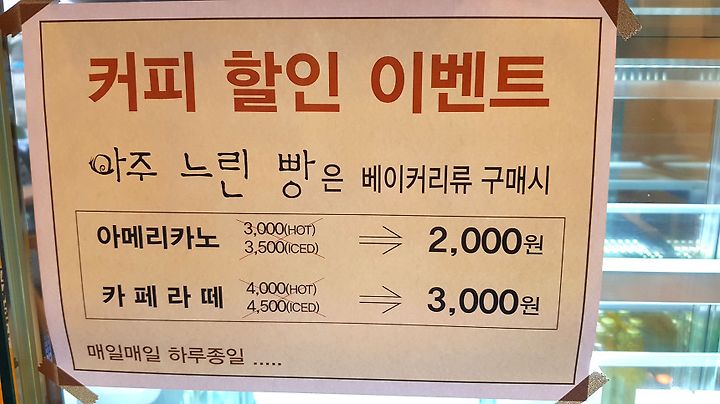 커피 할인 이벤트
아주 느린 빵은 베이커리류 구매시
아메리카노 3,000(HOT) 3,500(ICED) ⇒ 2,000원
카페라떼 4,000(HOT) 4,500(ICED) ⇒ 3,000원
매일매일 하루종일 .....